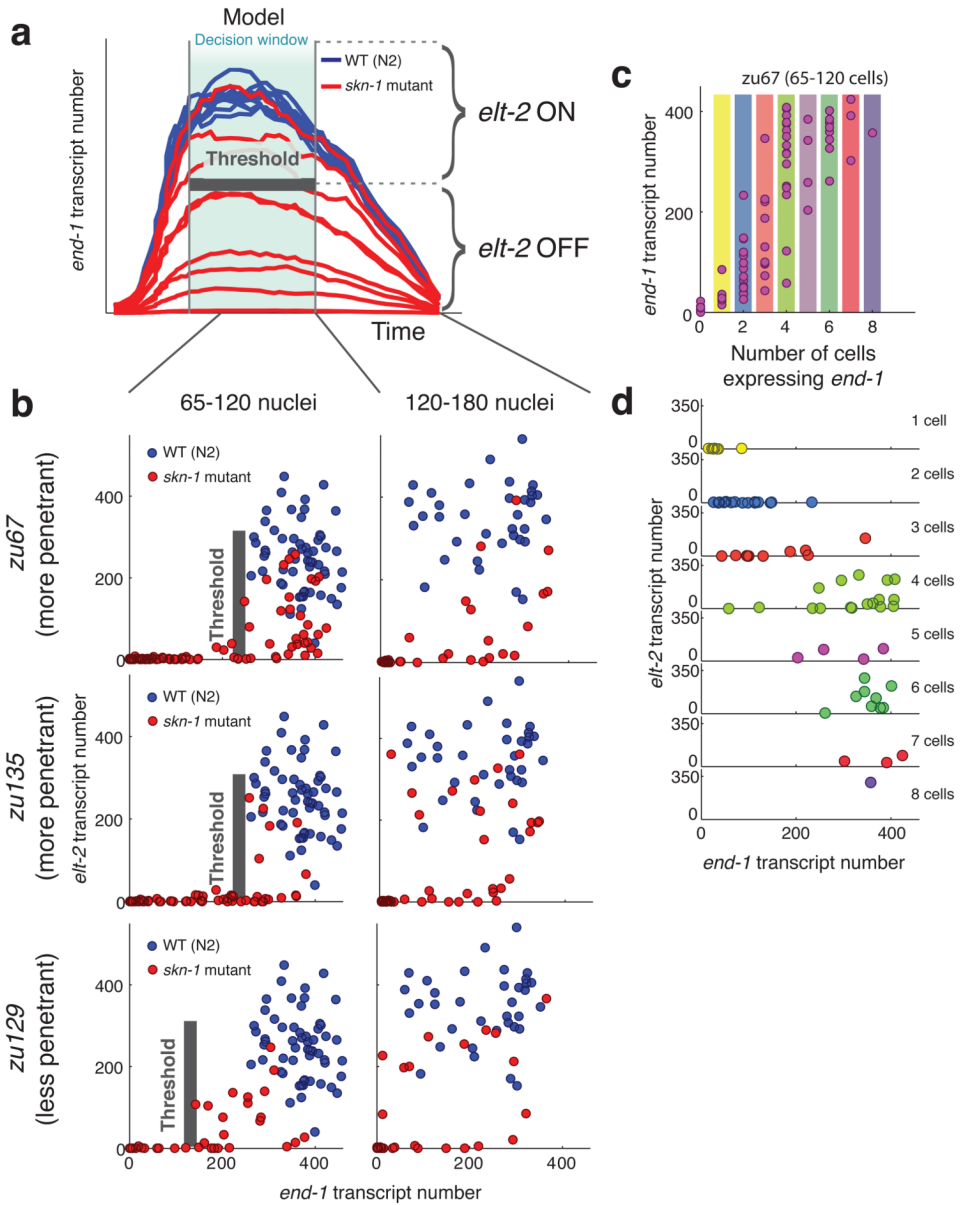 a
Model
Decision window
WT (N2)
skn-1 mutant
end-1 transcript number
Threshold
elt-2 ON
elt-2 OFF
Time
c
zu67 (65-120 cells)
400
200
0
end-1 transcript number
0 2 4 6 8
Number of cells
expressing end-1
b
65-120 nuclei
120-180 nuclei
zu67
(more penetrant)
WT (N2)
skn-1 mutant
400
200
0
Threshold
zu135
(more penetrant)
elt-2 transcript number
WT (N2)
skn-1 mutant
400
200
0
Threshold
zu129
(less penetrant)
WT (N2)
skn-1 mutant
400
200
0
Threshold
0 200 400
0 200 400
end-1 transcript number
d
350
0
1 cell
350
0
2 cells
350
0
3 cells
350
0
4 cells
350
0
5 cells
350
0
6 cells
350
0
7 cells
350
0
8 cells
elt-2 transcript number
0 200 400
end-1 transcript number